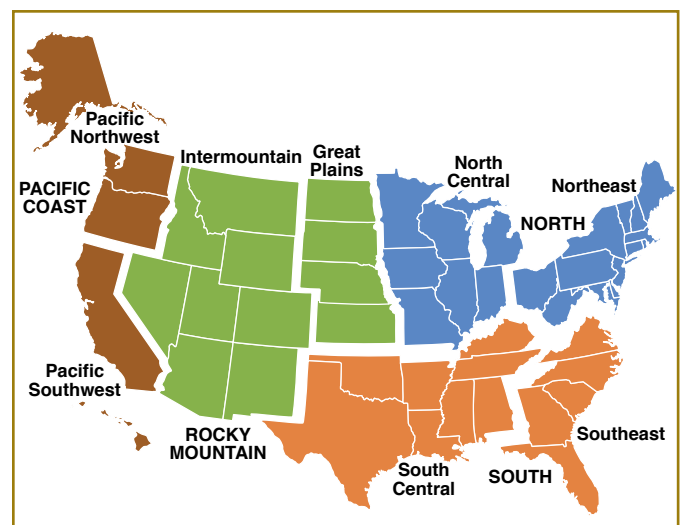 Pacific
Northwest
PACIFIC
COAST
Intermountain
Great
Plains
North
Central
Northeast
NORTH
Pacific
Southwest
ROCKY
MOUNTAIN
South
Central
SOUTH
Southeast